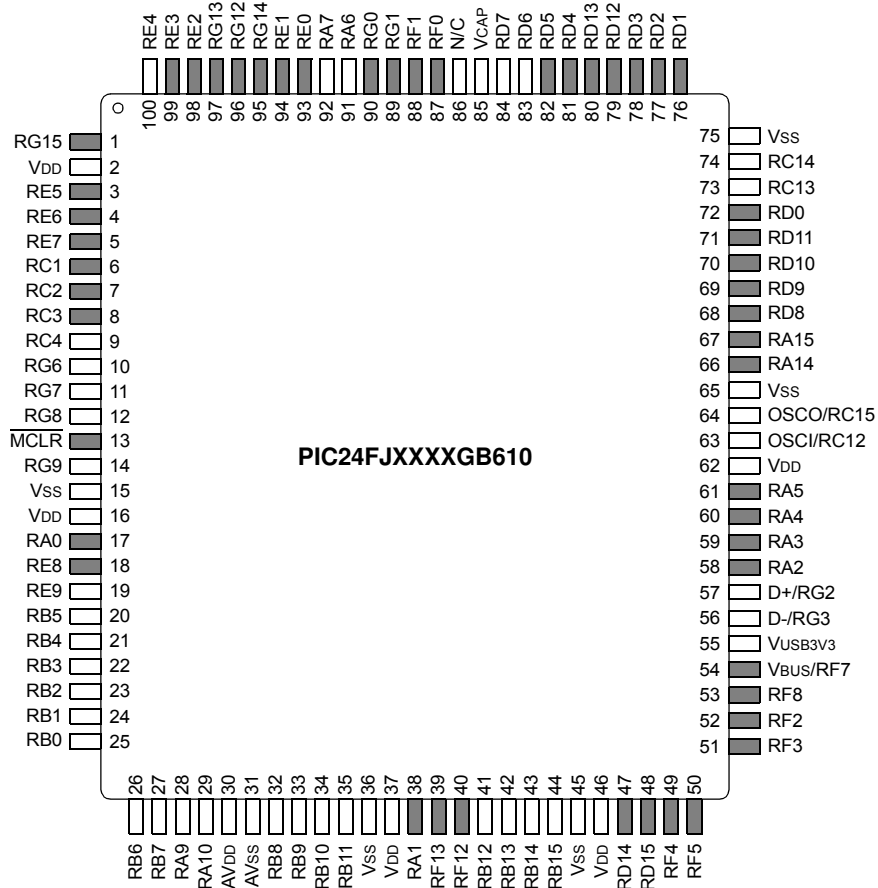 RE4 RE3 RE2 RG13 RG12 RG14 RE1 RE0 RA7 RA6 RG0 RG1 RF1 RF0 N/C VCAP RD7 RD6 RD5 RD4 RD13 RD12 RD3 RD2 RD1
100 99 98 97 96 95 94 93 92 91 90 89 88 87 86 85 84 83 82 81 80 79 78 77 76
RG15 1
VDD 2
RE5 3
RE6 4
RE7 5
RC1 6
RC2 7
RC3 8
RC4 9
RG6 10
RG7 11
RG8 12
MCLR 13
RG9 14
VSS 15
VDD 16
RA0 17
RE8 18
RE9 19
RB5 20
RB4 21
RB3 22
RB2 23
RB1 24
RB0 25
PIC24FJXXXXGB610
75 VSS
74 RC14
73 RC13
72 RD0
71 RD11
70 RD10
69 RD9
68 RD8
67 RA15
66 RA14
65 VSS
64 OSCO/RC15
63 OSCI/RC12
62 VDD
61 RA5
60 RA4
59 RA3
58 RA2
57 D+/RG2
56 D-/RG3
55 VUSB3V3
54 VBUS/RF7
53 RF8
52 RF2
51 RF3
26 27 28 29 30 31 32 33 34 35 36 37 38 39 40 41 42 43 44 45 46 47 48 49 50
RB6 RB7 RA9 RA10 AVDD AVSS RB8 RB9 RB10 RB11 VSS VDD RA1 RF13 RF12 RB12 RB13 RB14 RB15 VSS VDD RD14 RD15 RF4 RF5